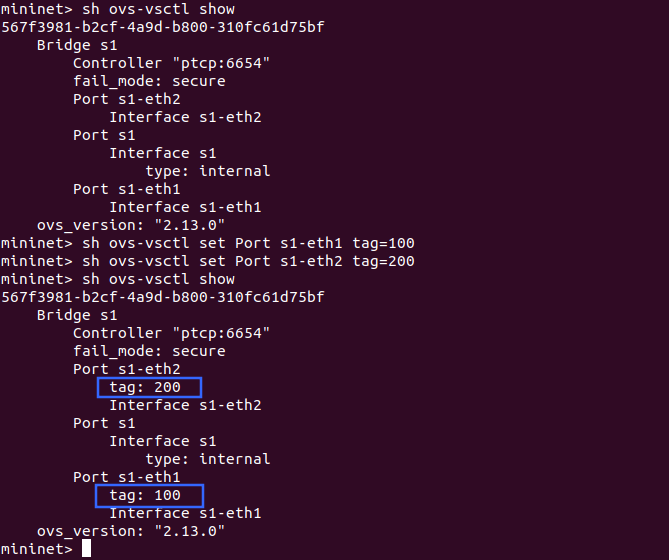 mininet> sh ovs-vsctl show
567f3981-b2cf-4a9d-b800-310fc61d75bf
    Bridge s1
        Controller "ptcp:6654"
        fail_mode: secure
        Port s1-eth2
            Interface s1-eth2
        Port s1
            Interface s1
                type: internal
        Port s1-eth1
            Interface s1-eth1
    ovs_version: "2.13.0"
mininet> sh ovs-vsctl set Port s1-eth1 tag=100
mininet> sh ovs-vsctl set Port s1-eth2 tag=200
mininet> sh ovs-vsctl show
567f3981-b2cf-4a9d-b800-310fc61d75bf
    Bridge s1
        Controller "ptcp:6654"
        fail_mode: secure
        Port s1-eth2
            tag: 200
            Interface s1-eth2
        Port s1
            Interface s1
                type: internal
        Port s1-eth1
            tag: 100
            Interface s1-eth1
    ovs_version: "2.13.0"
mininet>